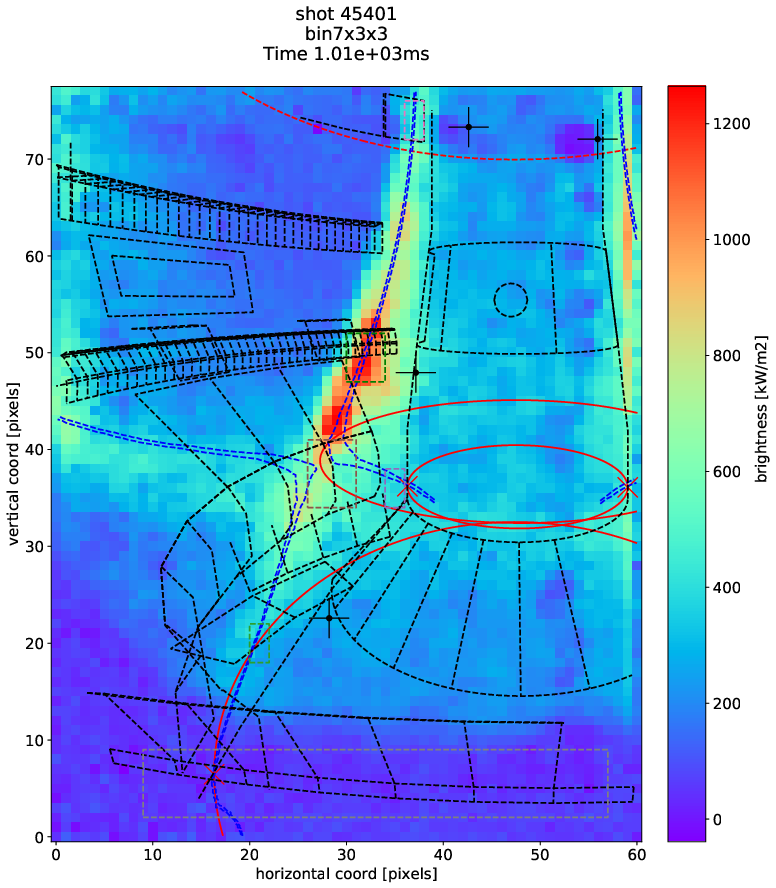 shot 45401
bin7x3x3
Time 1.01e+03ms
70
60
50
40
30
20
10
0
0 10 20 30 40 50 60
horizontal coord [pixels]
vertical coord [pixels]
1200
1000
800
600
400
200
0
brightness [kW/m2]